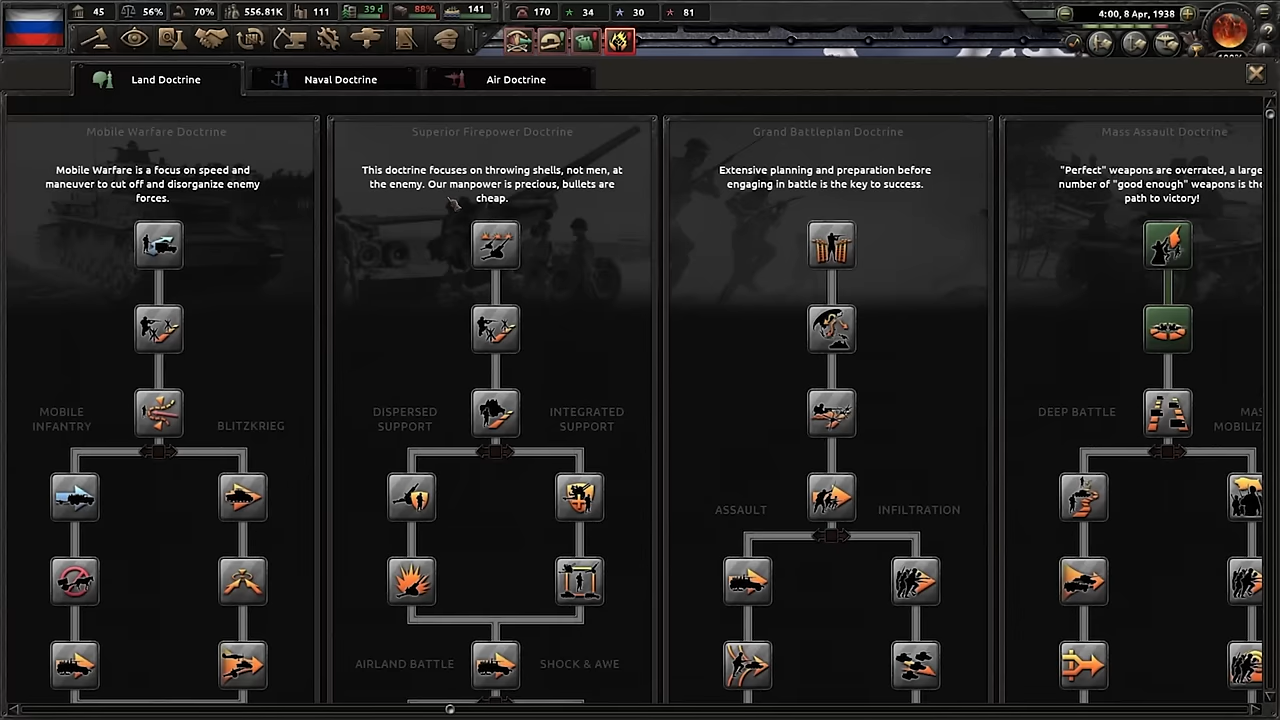 45 56% 70% 556.81K 111 39 d 88% 141 170 34 30 81 4:00, 8 Apr, 1938
Land Doctrine Naval Doctrine Air Doctrine
Mobile Warfare Doctrine
Mobile Warfare is a focus on speed and
maneuver to cut off and disorganize enemy
forces.
MOBILE
INFANTRY
BLITZKRIEG
Superior Firepower Doctrine
This doctrine focuses on throwing shells, not men, at
the enemy. Our manpower is precious, bullets are
cheap.
DISPERSED
SUPPORT
INTEGRATED
SUPPORT
AIRLAND BATTLE
SHOCK & AWE
Grand Battleplan Doctrine
Extensive planning and preparation before
engaging in battle is the key to success.
ASSAULT
INFILTRATION
Mass Assault Doctrine
"Perfect" weapons are overrated, a large
number of "good enough" weapons is the
path to victory!
DEEP BATTLE
MAS
MOBILIZ